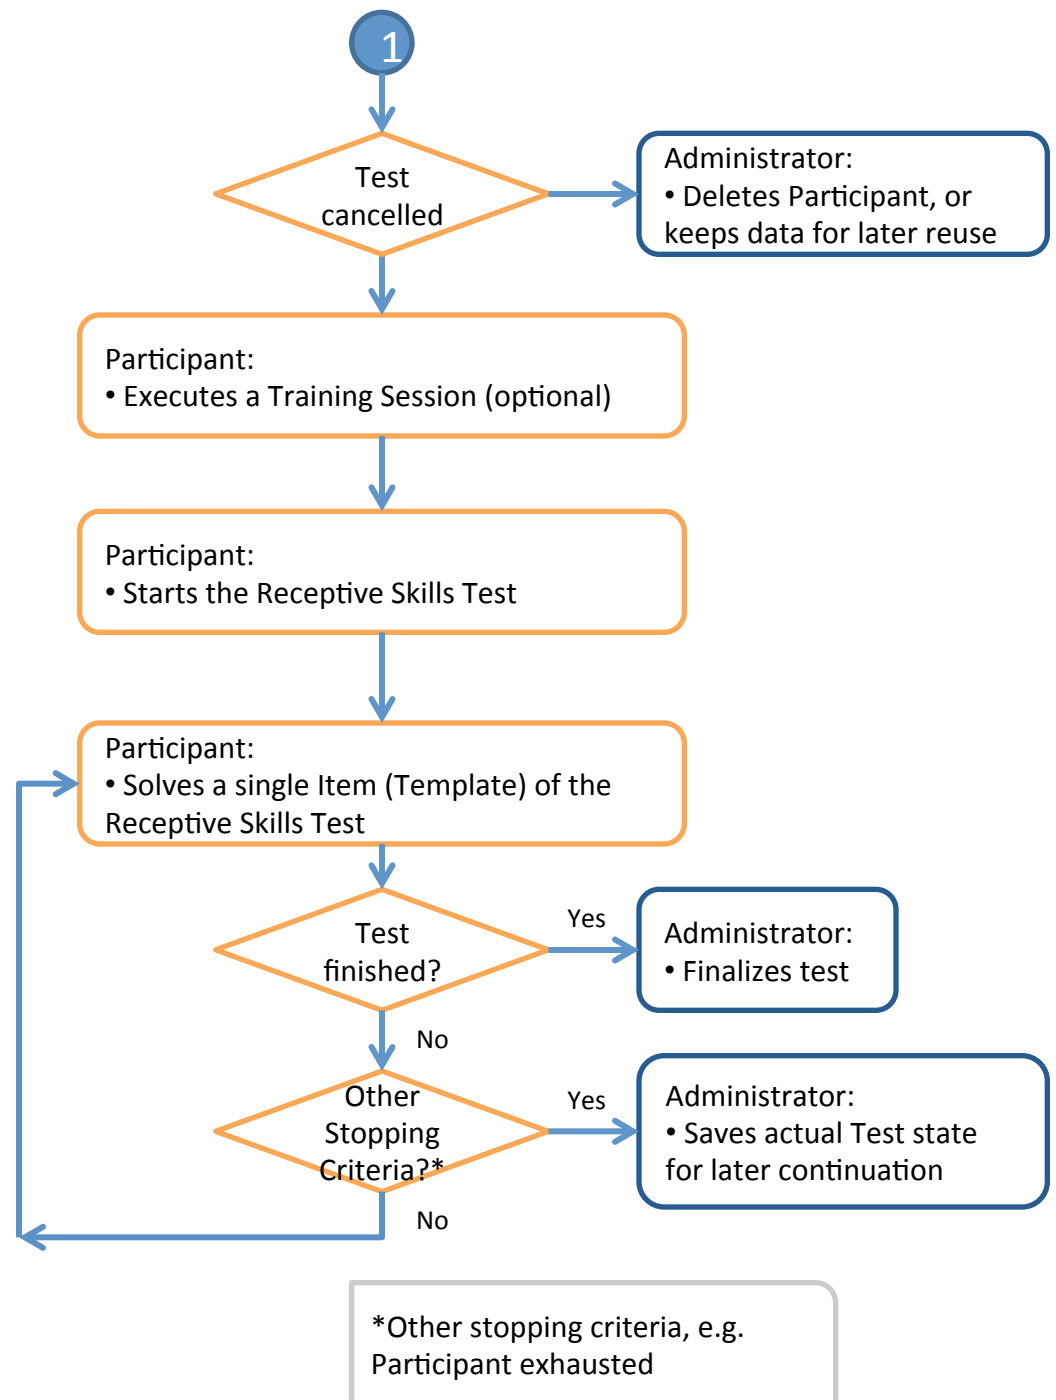 1
Test
cancelled
Administrator:
• Deletes Participant, or
keeps data for later reuse
Participant:
• Executes a Training Session (optional)
Participant:
• Starts the Receptive Skills Test
Participant:
• Solves a single Item (Template) of the
Receptive Skills Test
Test
finished?
Yes
Administrator:
• Finalizes test
No
Other
Stopping
Criteria?*
Yes
Administrator:
• Saves actual Test state
for later continuation
No
*Other stopping criteria, e.g.
Participant exhausted